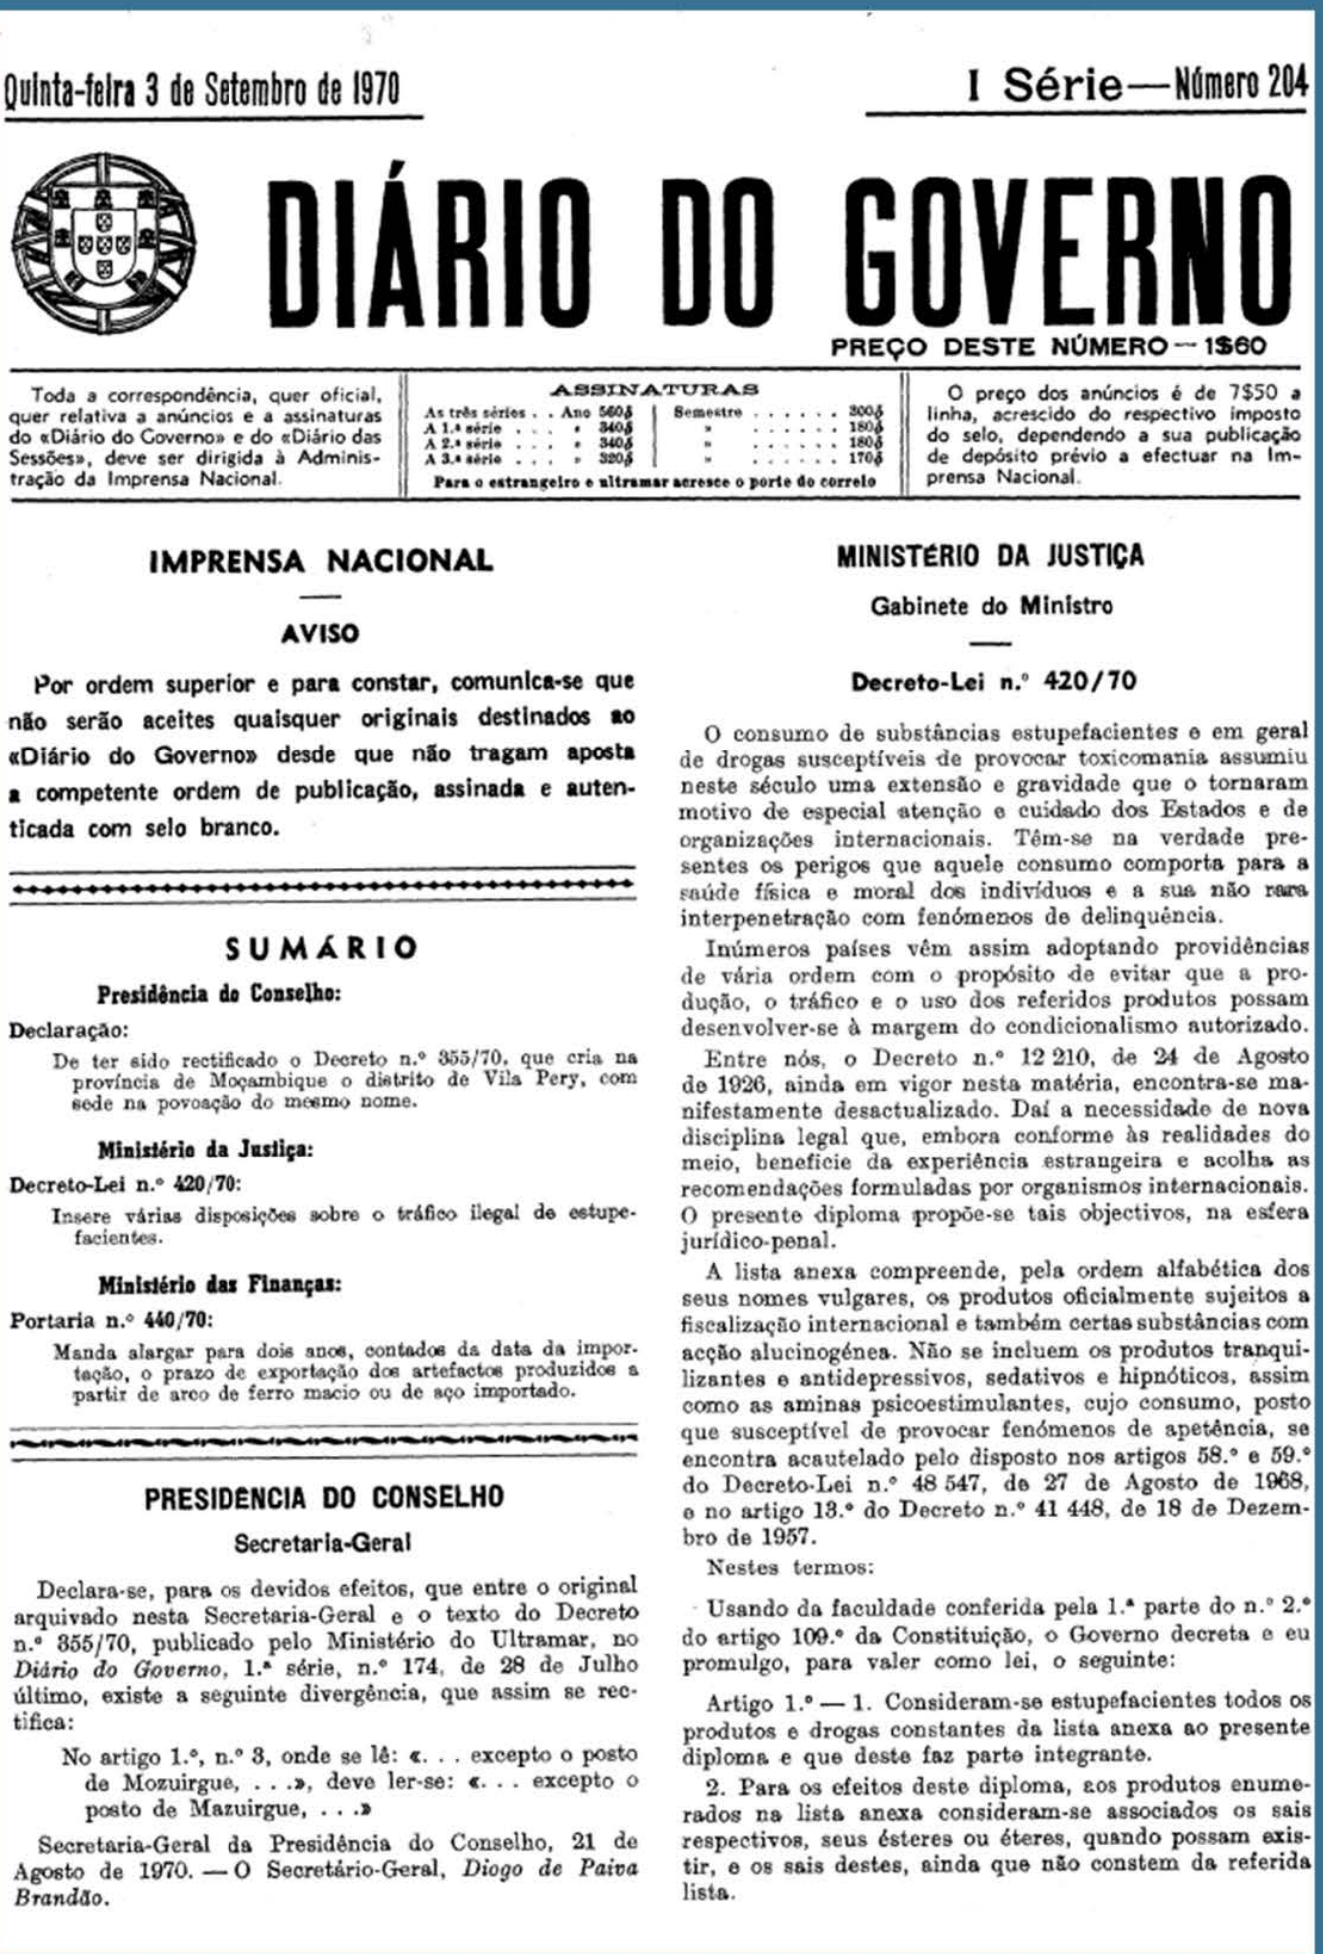 Quinta-feira 3 de Setembro de 1970
I Série—Número 204
DIÁRIO DO GOVERNO
PREÇO DESTE NÚMERO — 1$60
Toda a correspondência, quer oficial,
quer relativa a anúncios e a assinaturas
do «Diário do Governo» e do «Diário das
Sessões», deve ser dirigida à Adminis-
tração da Imprensa Nacional.
ASSINATURAS
As três séries . . Ano 560$ Semestre . . . . . . 300$
A 1.ª série . . . » 340$ » . . . . . . 180$
A 2.ª série . . . » 340$ » . . . . . . 180$
A 3.ª série . . . » 320$ » . . . . . . 170$
Para o estrangeiro e ultramar acresce o porte do correio
O preço dos anúncios é de 7$50 a
linha, acrescido do respectivo imposto
do selo, dependendo a sua publicação
de depósito prévio a efectuar na Im-
prensa Nacional.
IMPRENSA NACIONAL
AVISO
Por ordem superior e para constar, comunica-se que
não serão aceites quaisquer originais destinados ao
«Diário do Governo» desde que não tragam aposta
a competente ordem de publicação, assinada e auten-
ticada com selo branco.
SUMÁRIO
Presidência do Conselho:
Declaração:
De ter sido rectificado o Decreto n.º 355/70, que cria na
província de Moçambique o distrito de Vila Pery, com
sede na povoação do mesmo nome.
Ministério da Justiça:
Decreto-Lei n.º 420/70:
Insere várias disposições sobre o tráfico ilegal de estupe-
facientes.
Ministério das Finanças:
Portaria n.º 440/70:
Manda alargar para dois anos, contados da data da impor-
tação, o prazo de exportação dos artefactos produzidos a
partir de arco de ferro macio ou de aço importado.
PRESIDÊNCIA DO CONSELHO
Secretaria-Geral
Declara-se, para os devidos efeitos, que entre o original
arquivado nesta Secretaria-Geral e o texto do Decreto
n.º 355/70, publicado pelo Ministério do Ultramar, no
Diário do Governo, 1.ª série, n.º 174, de 28 de Julho
último, existe a seguinte divergência, que assim se rec-
tifica:
No artigo 1.º, n.º 3, onde se lê: «. . . excepto o posto
de Mozuirgue, . . .», deve ler-se: «. . . excepto o
posto de Mazuirgue, . . .»
Secretaria-Geral da Presidência do Conselho, 21 de
Agosto de 1970. — O Secretário-Geral, Diogo de Paiva
Brandão.
MINISTÉRIO DA JUSTIÇA
Gabinete do Ministro
Decreto-Lei n.º 420/70
O consumo de substâncias estupefacientes e em geral
de drogas susceptíveis de provocar toxicomania assumiu
neste século uma extensão e gravidade que o tornaram
motivo de especial atenção e cuidado dos Estados e de
organizações internacionais. Têm-se na verdade pre-
sentes os perigos que aquele consumo comporta para a
saúde física e moral dos indivíduos e a sua não rara
interpenetração com fenómenos de delinquência.
Inúmeros países vêm assim adoptando providências
de vária ordem com o propósito de evitar que a pro-
dução, o tráfico e o uso dos referidos produtos possam
desenvolver-se à margem do condicionalismo autorizado.
Entre nós, o Decreto n.º 12 210, de 24 de Agosto
de 1926, ainda em vigor nesta matéria, encontra-se ma-
nifestamente desactualizado. Daí a necessidade de nova
disciplina legal que, embora conforme às realidades do
meio, beneficie da experiência estrangeira e acolha as
recomendações formuladas por organismos internacionais.
O presente diploma propõe-se tais objectivos, na esfera
jurídico-penal.
A lista anexa compreende, pela ordem alfabética dos
seus nomes vulgares, os produtos oficialmente sujeitos a
fiscalização internacional e também certas substâncias com
acção alucinogénea. Não se incluem os produtos tranqui-
lizantes e antidepressivos, sedativos e hipnóticos, assim
como as aminas psicoestimulantes, cujo consumo, posto
que susceptível de provocar fenómenos de apetência, se
encontra acautelado pelo disposto nos artigos 58.º e 59.º
do Decreto-Lei n.º 48 547, de 27 de Agosto de 1968,
e no artigo 13.º do Decreto n.º 41 448, de 18 de Dezem-
bro de 1957.
Nestes termos:
Usando da faculdade conferida pela 1.ª parte do n.º 2.º
do artigo 109.º da Constituição, o Governo decreta e eu
promulgo, para valer como lei, o seguinte:
Artigo 1.º — 1. Consideram-se estupefacientes todos os
produtos e drogas constantes da lista anexa ao presente
diploma e que deste faz parte integrante.
2. Para os efeitos deste diploma, aos produtos enume-
rados na lista anexa consideram-se associados os sais
respectivos, seus ésteres ou éteres, quando possam exis-
tir, e os sais destes, ainda que não constem da referida
lista.